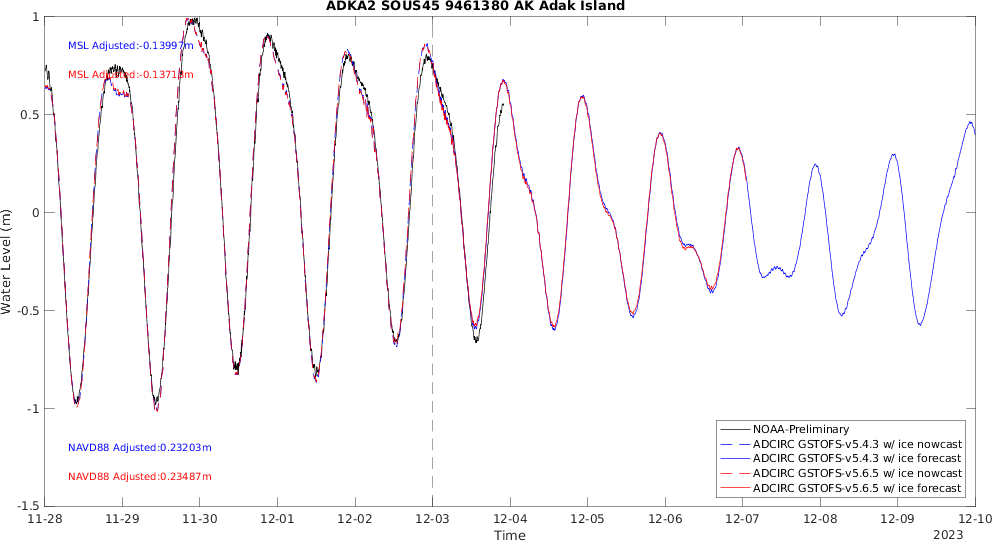 ADKA2 SOUS45 9461380 AK Adak Island
MSL Adjusted:-0.13997m
MSL Adjusted:-0.13713m
1
0.5
0
-0.5
-1
-1.5
Water Level (m)
NAVD88 Adjusted:0.23203m
NAVD88 Adjusted:0.23487m
NOAA-Preliminary
ADCIRC GSTOFS-v5.4.3 w/ ice nowcast
ADCIRC GSTOFS-v5.4.3 w/ ice forecast
ADCIRC GSTOFS-v5.6.5 w/ ice nowcast
ADCIRC GSTOFS-v5.6.5 w/ ice forecast
11-28 11-29 11-30 12-01 12-02 12-03 12-04 12-05 12-06 12-07 12-08 12-09 12-10
Time
2023